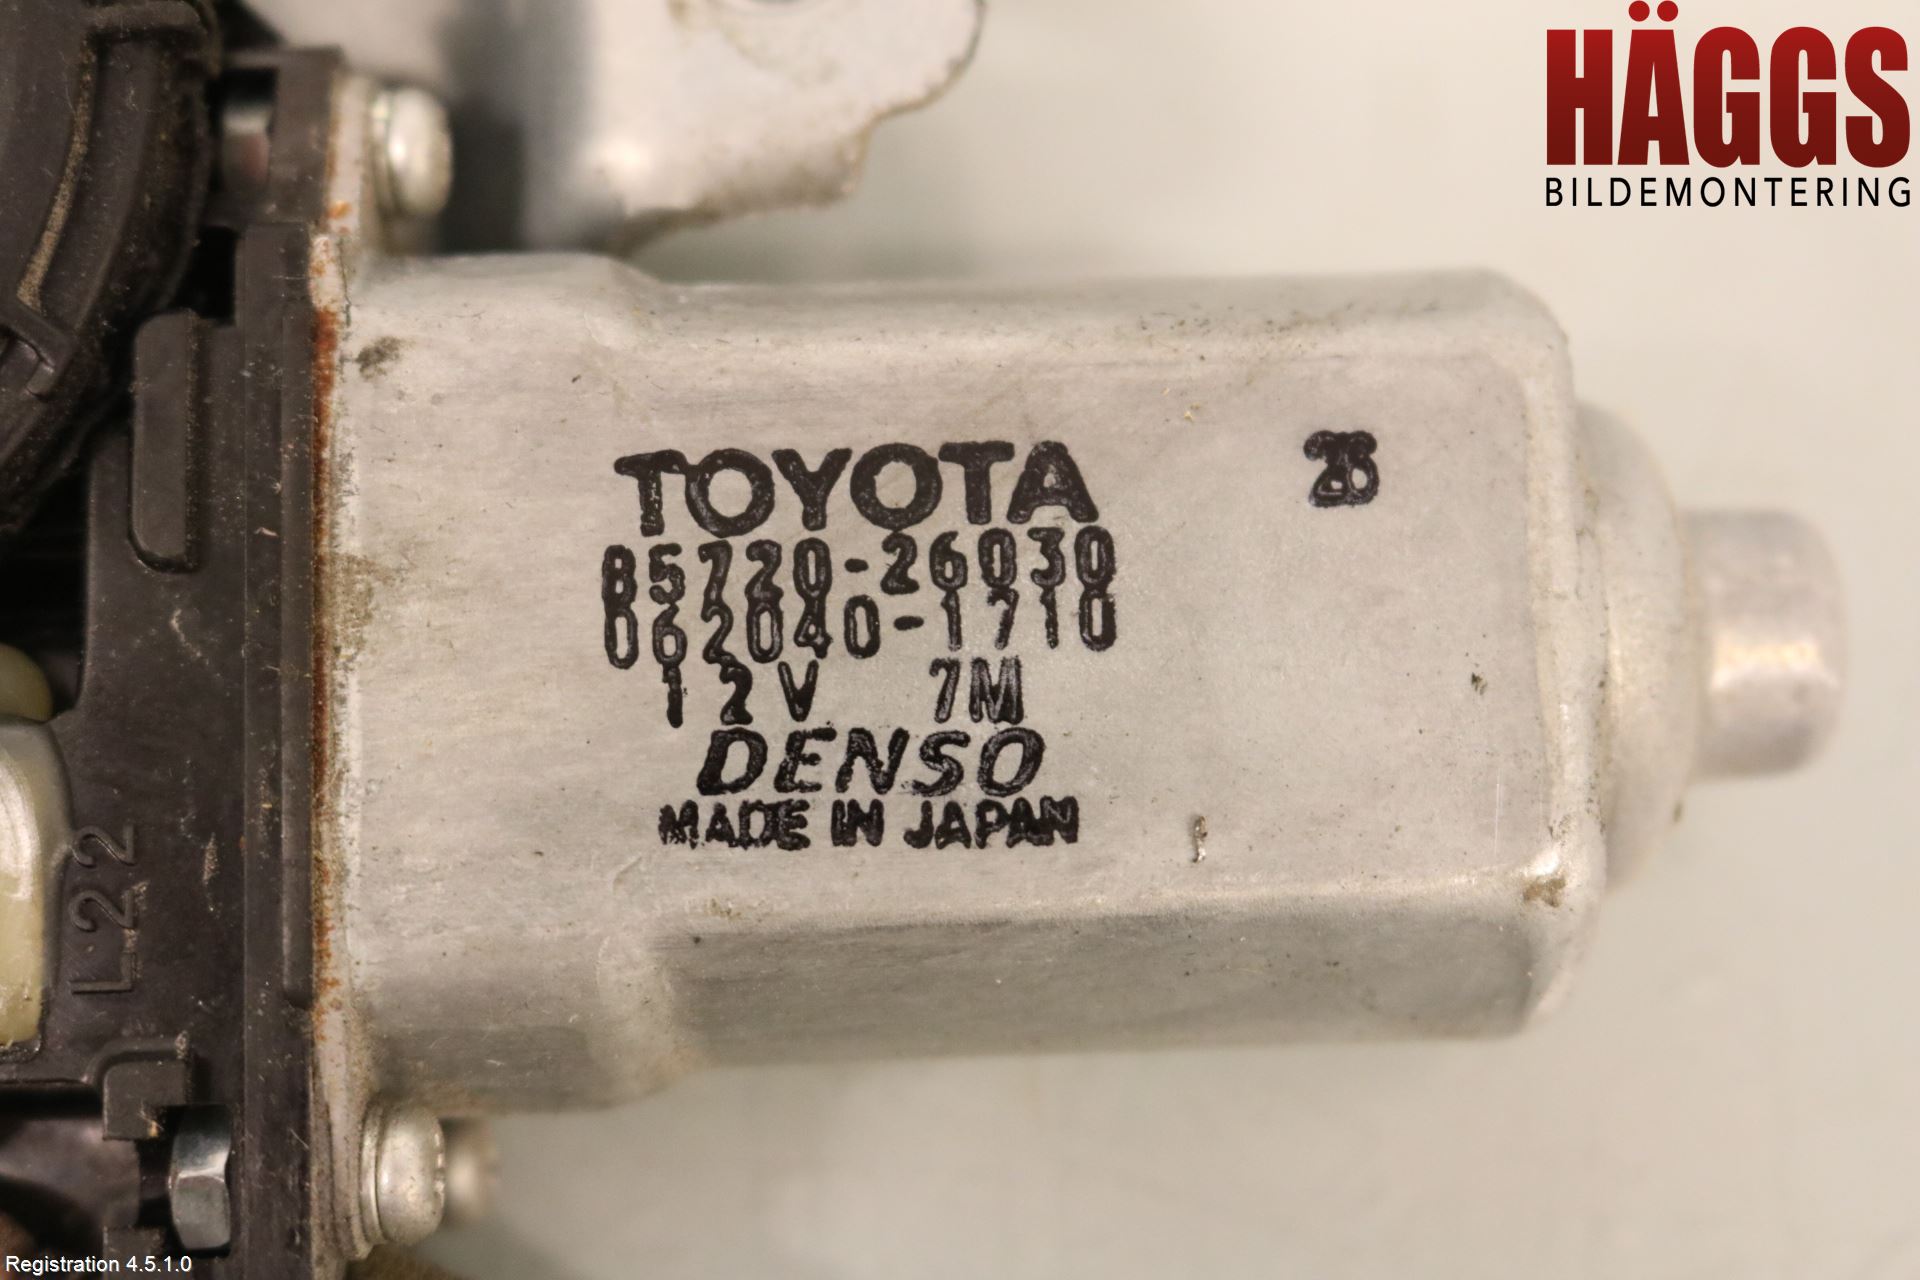 HÄGGS
BILDEMONTERING
TOYOTA
26
85720-26030
062040-1710
12V 7M
DENSO
MADE IN JAPAN
L22
Registration 4.5.1.0